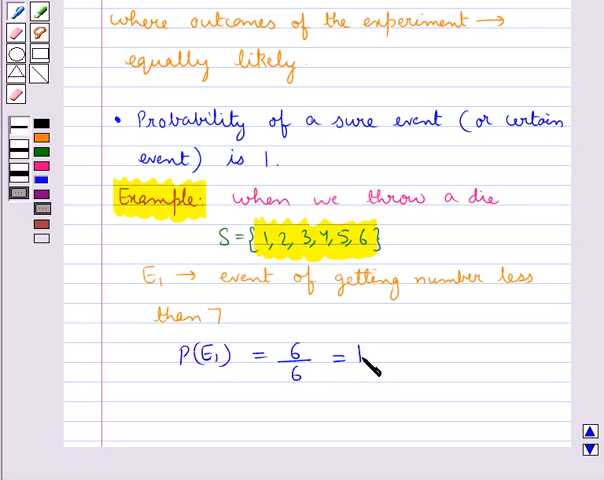 where outcomes of the experiment →
equally likely.
• Probability of a sure event (or certain
event) is 1.
Example: when we throw a die
S = {1, 2, 3, 4, 5, 6}
E₁ → event of getting number less
than 7
P(E₁) = 6/6 = 1